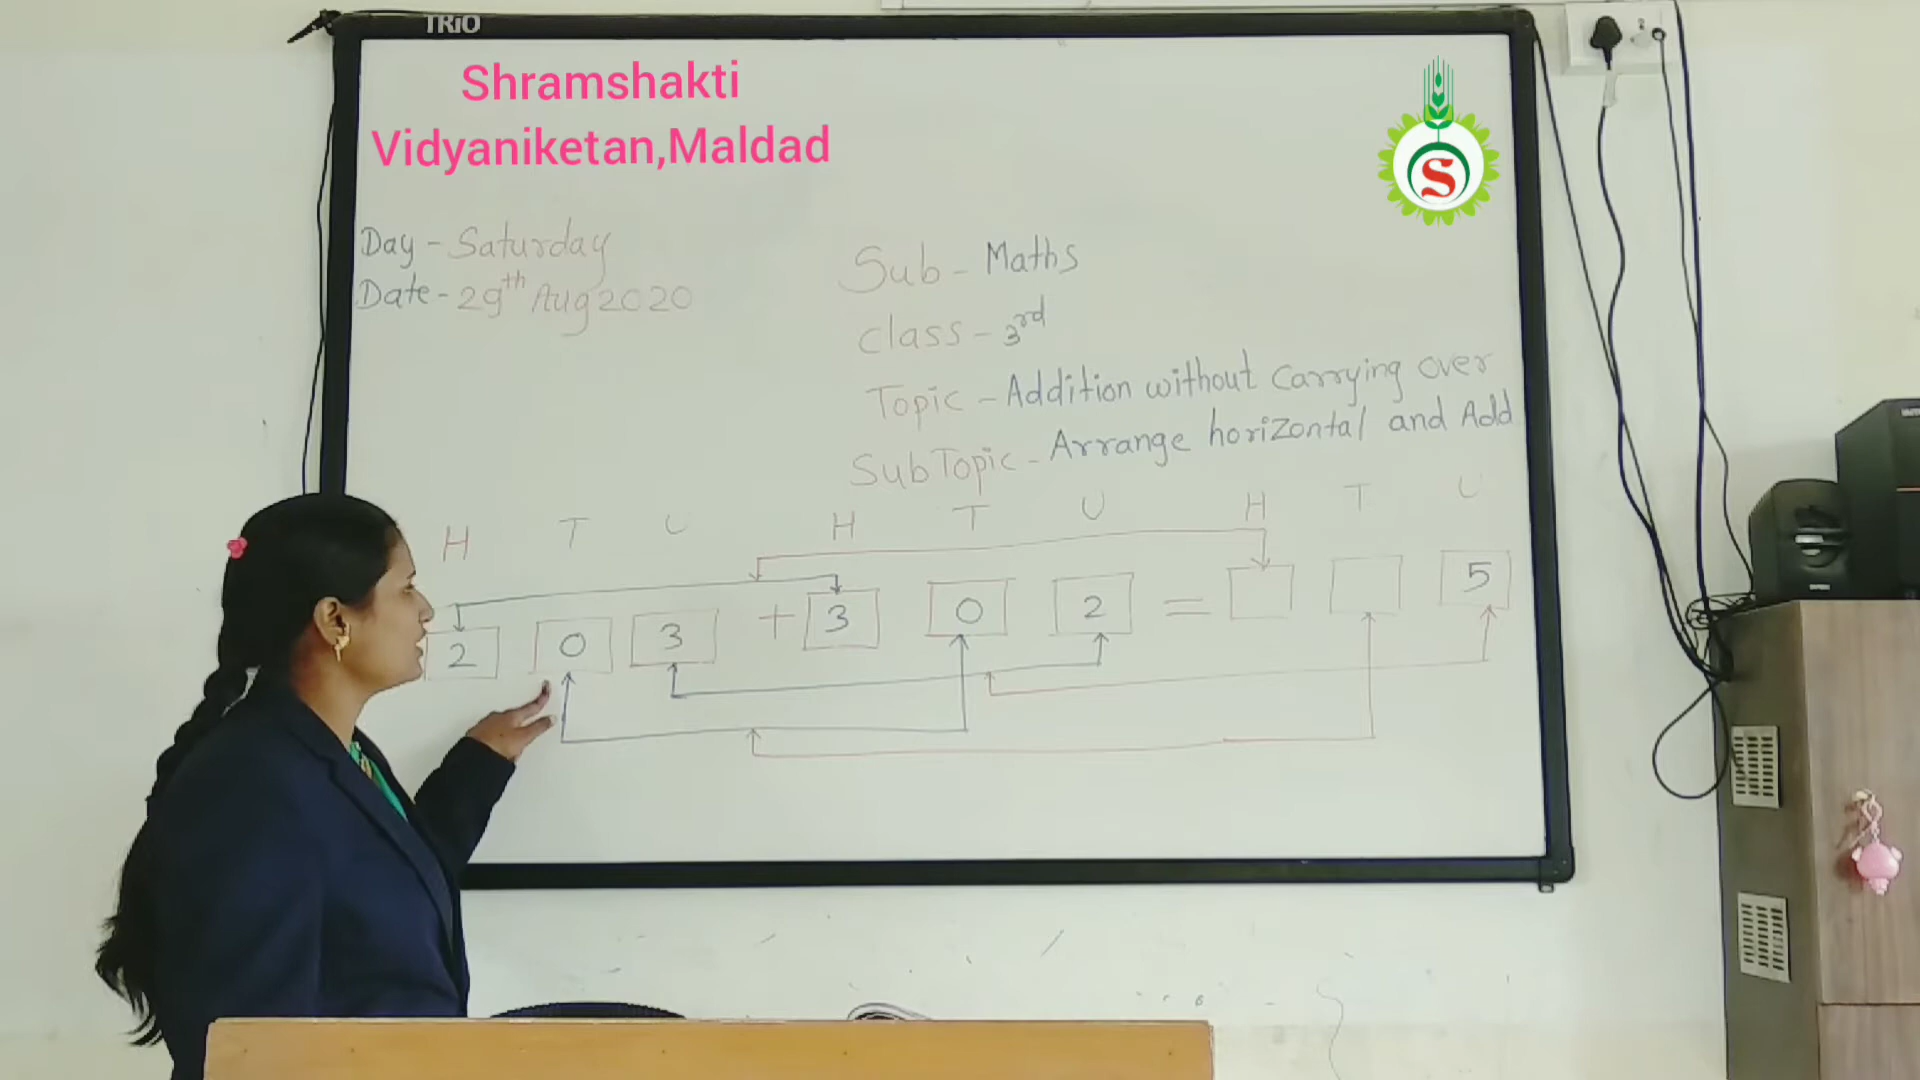 TRiO
Shramshakti
Vidyaniketan,Maldad
S
Day - Saturday
Date - 29th Aug 2020
Sub - Maths
class - 3rd
Topic - Addition without carrying over
SubTopic - Arrange horizontal and Add
H T U H T U H T U
2 0 3 + 3 0 2 = 5